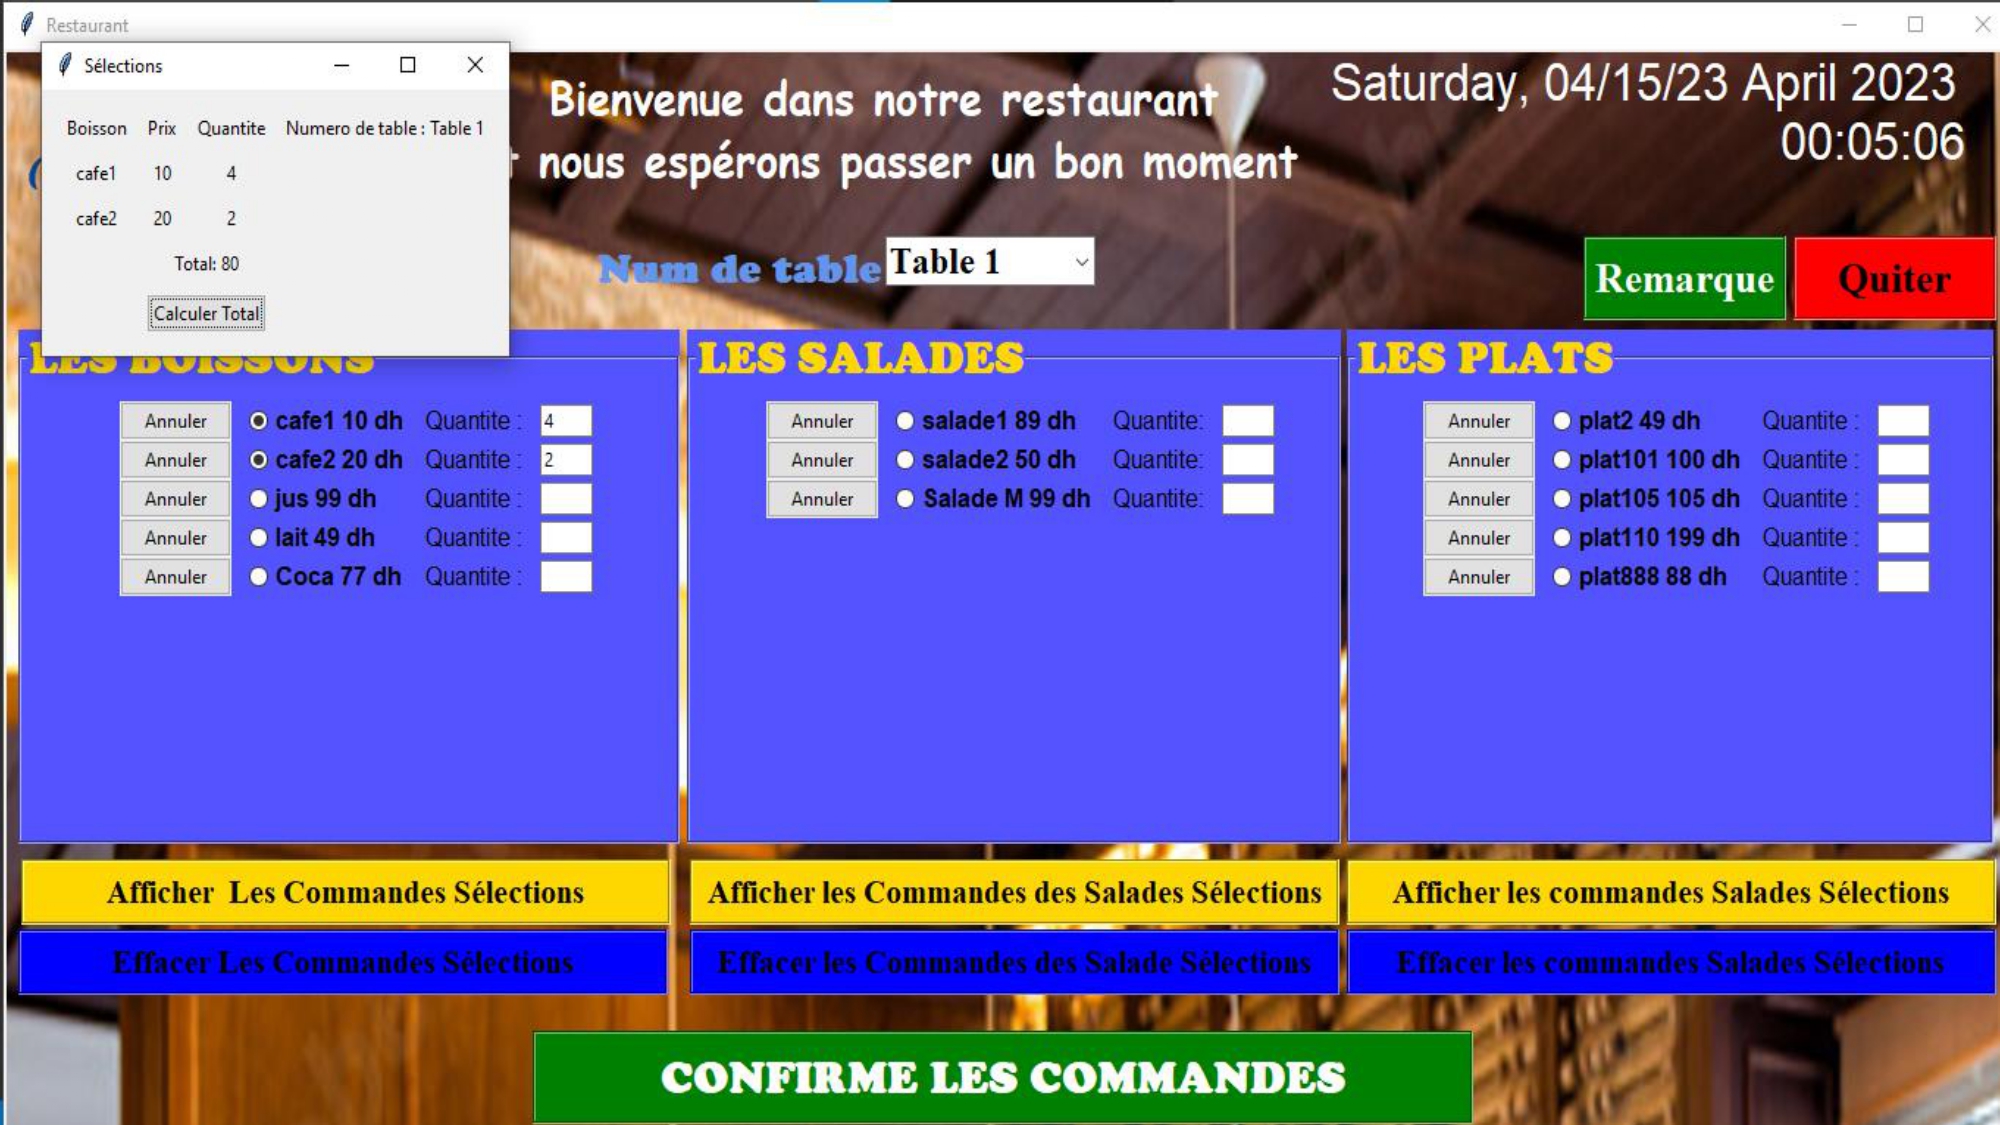 Restaurant
Sélections
Boisson Prix Quantite Numero de table : Table 1
cafe1 10 4
cafe2 20 2
Total: 80
Calculer Total
Bienvenue dans notre restaurant
nous espérons passer un bon moment
Saturday, 04/15/23 April 2023
00:05:06
Num de table Table 1
Remarque Quiter
LES BOISSONS
Annuler cafe1 10 dh Quantite : 4
Annuler cafe2 20 dh Quantite : 2
Annuler jus 99 dh Quantite :
Annuler lait 49 dh Quantite :
Annuler Coca 77 dh Quantite :
LES SALADES
Annuler salade1 89 dh Quantite:
Annuler salade2 50 dh Quantite:
Annuler Salade M 99 dh Quantite:
LES PLATS
Annuler plat2 49 dh Quantite :
Annuler plat101 100 dh Quantite :
Annuler plat105 105 dh Quantite :
Annuler plat110 199 dh Quantite :
Annuler plat888 88 dh Quantite :
Afficher Les Commandes Sélections
Afficher les Commandes des Salades Sélections
Afficher les commandes Salades Sélections
Effacer Les Commandes Sélections
Effacer les Commandes des Salade Sélections
Effacer les commandes Salades Sélections
CONFIRME LES COMMANDES